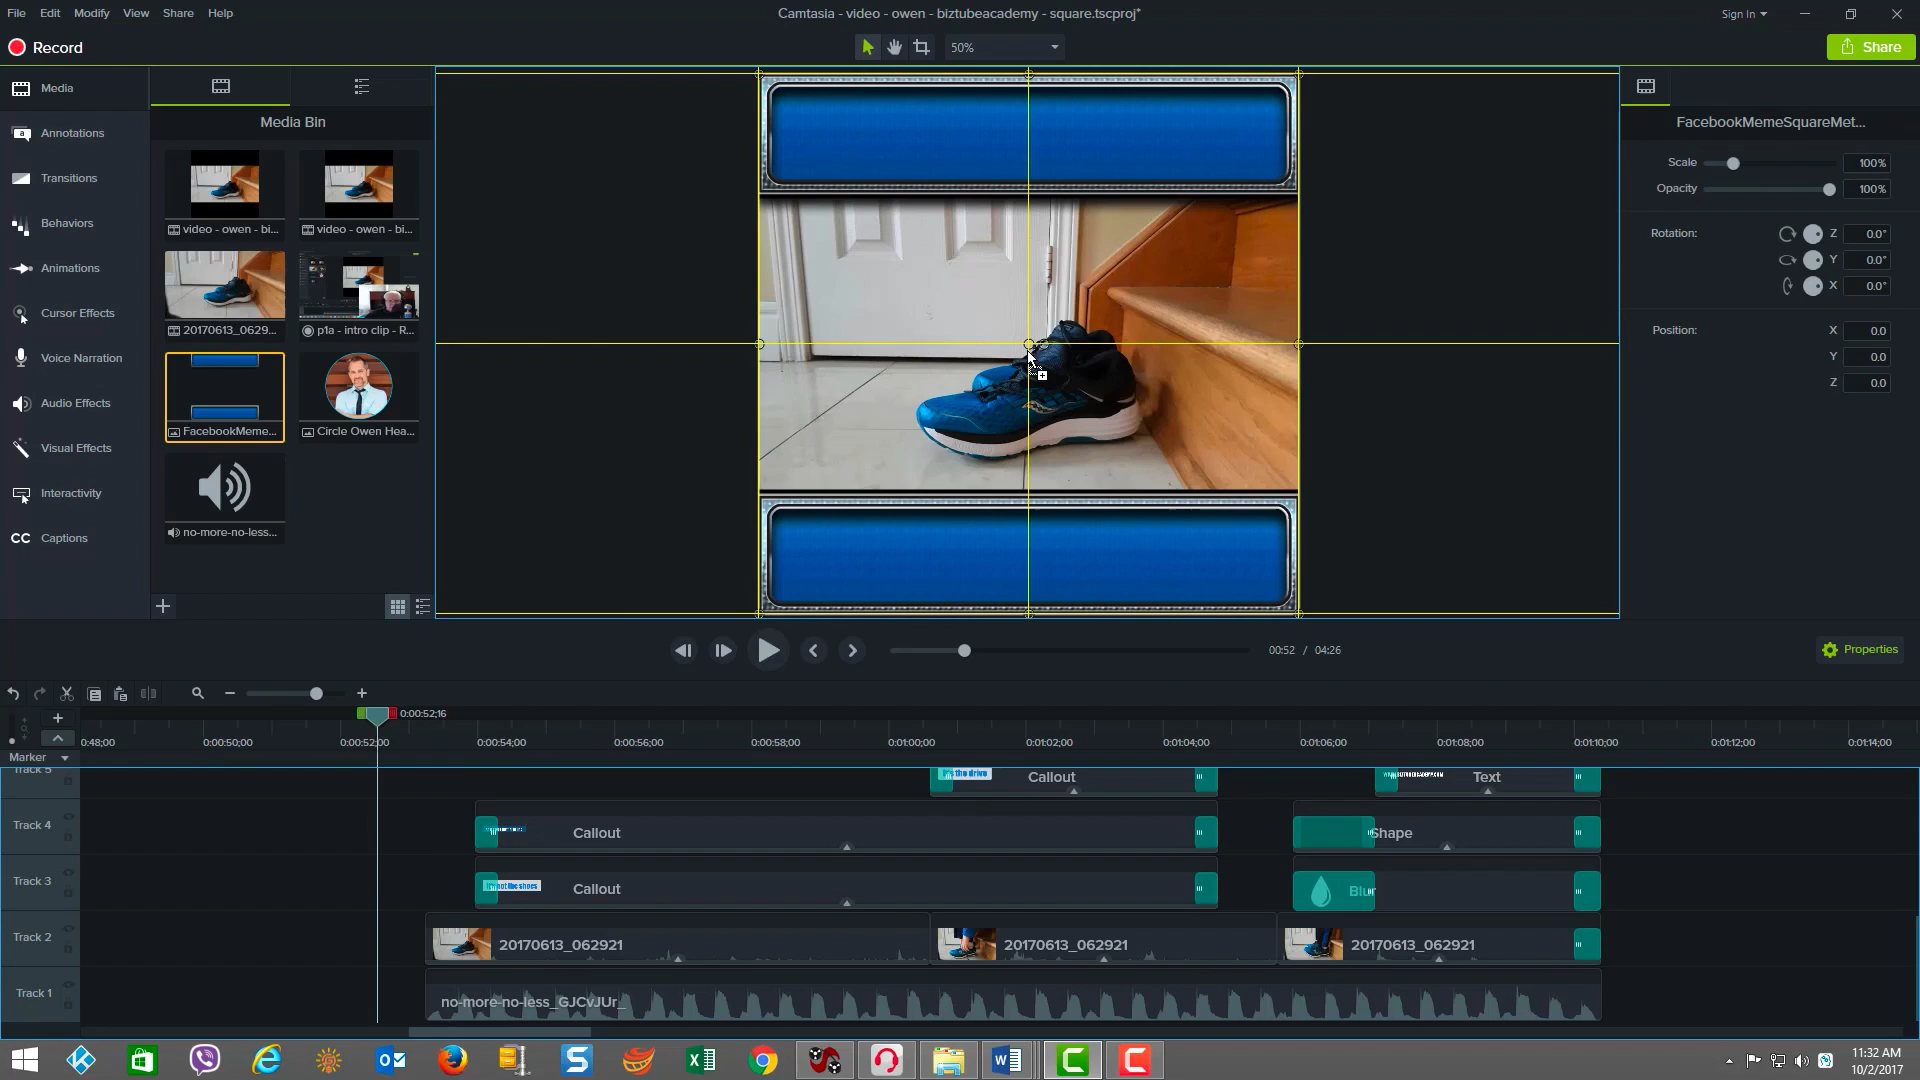 File Edit Modify View Share Help
Camtasia - video - owen - biztubeacademy - square.tscproj*
Sign In
Record
50%
Share
Media
Annotations
Transitions
Behaviors
Animations
Cursor Effects
Voice Narration
Audio Effects
Visual Effects
Interactivity
CC Captions
Media Bin
video - owen - bi...
video - owen - bi...
20170613_0629...
p1a - intro clip - R...
FacebookMeme...
Circle Owen Hea...
no-more-no-less...
FacebookMemeSquareMet...
Scale 100%
Opacity 100%
Rotation: Z 0.0°
Y 0.0°
X 0.0°
Position: X 0.0
Y 0.0
Z 0.0
00:52 / 04:26
Properties
0:00:52;16
0:48;00 0:00:50;00 0:00:52;00 0:00:54;00 0:00:56;00 0:00:58;00 0:01:00;00 0:01:02;00 0:01:04;00 0:01:06;00 0:01:08;00 0:01:10;00 0:01:12;00 0:01:14;00
Marker
Track 5 Callout Text
Track 4 Callout Shape
Track 3 Callout Blur
Track 2 20170613_062921 20170613_062921 20170613_062921
Track 1 no-more-no-less_GJCvJUr_
11:32 AM
10/2/2017